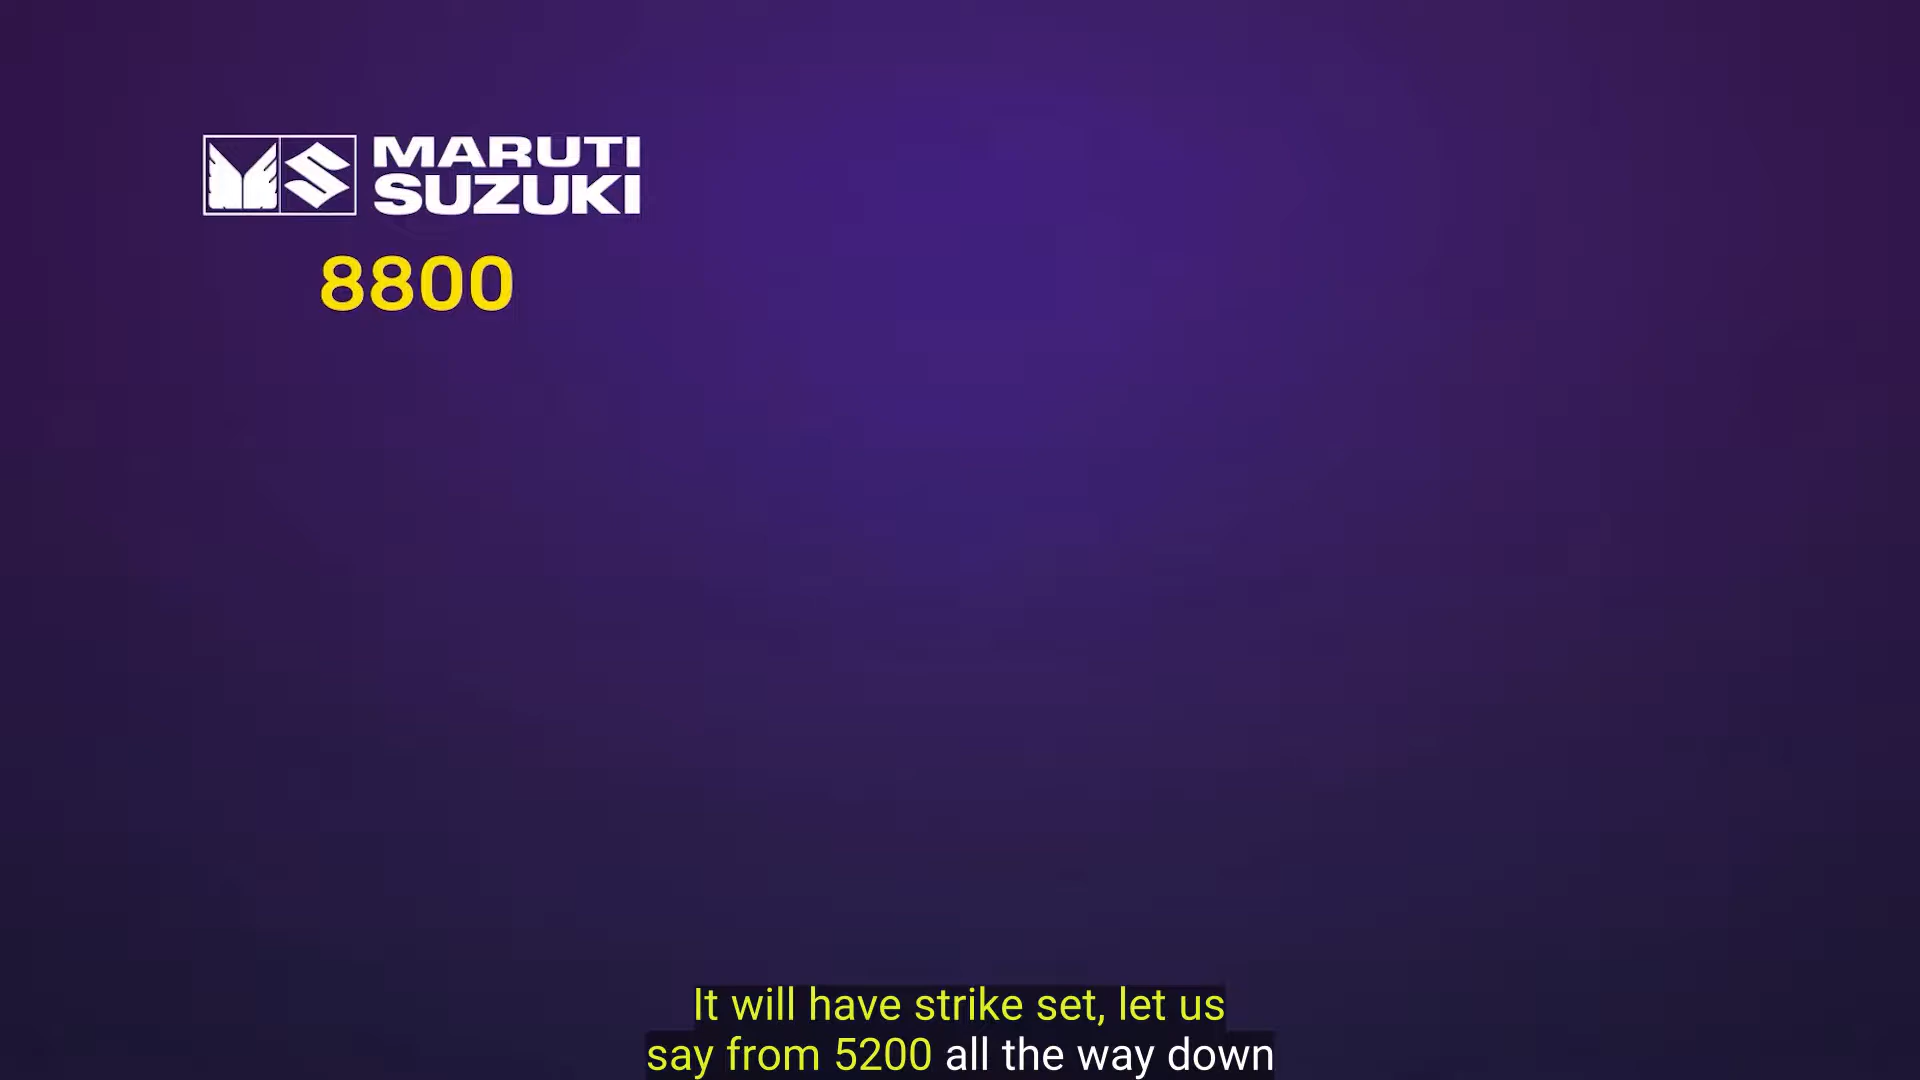 MARUTI
SUZUKI
8800
It will have strike set, let us
say from 5200 all the way down